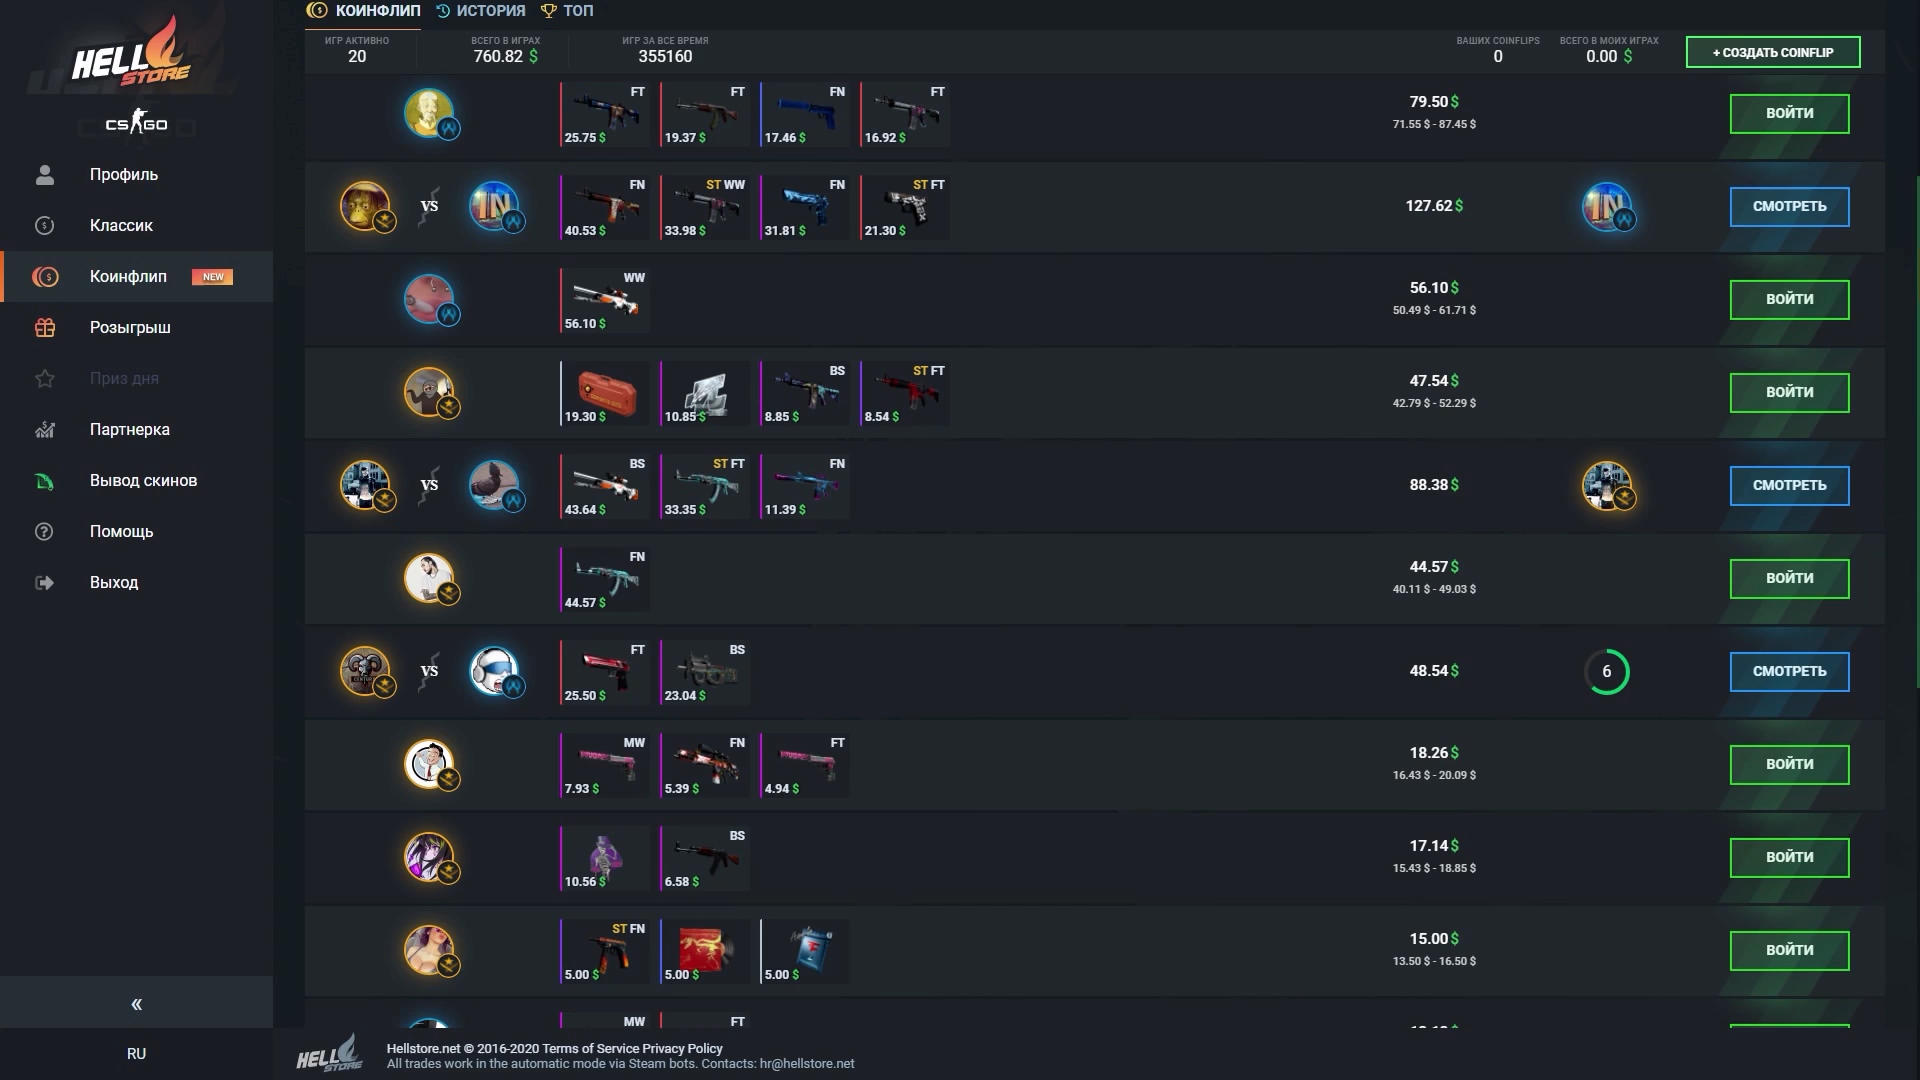 HELL
STORE
CS GO
Профиль
Классик
Коинфлип NEW
Розыгрыш
Приз дня
Партнерка
Вывод скинов
Помощь
Выход
«
RU
КОИНФЛИП ИСТОРИЯ ТОП
ИГР АКТИВНО ВСЕГО В ИГРАХ ИГР ЗА ВСЕ ВРЕМЯ ВАШИХ COINFLIPS ВСЕГО В МОИХ ИГРАХ
20 760.82 $ 355160 0 0.00 $
+ СОЗДАТЬ COINFLIP
FT FT FN FT
25.75 $ 19.37 $ 17.46 $ 16.92 $
79.50 $
71.55 $ - 87.45 $
ВОЙТИ
VS IN
FN ST WW FN ST FT
40.53 $ 33.98 $ 31.81 $ 21.30 $
127.62 $
IN
СМОТРЕТЬ
WW
56.10 $
56.10 $
50.49 $ - 61.71 $
ВОЙТИ
BS ST FT
19.30 $ 10.85 $ 8.85 $ 8.54 $
47.54 $
42.79 $ - 52.29 $
ВОЙТИ
VS
BS ST FT FN
43.64 $ 33.35 $ 11.39 $
88.38 $
СМОТРЕТЬ
FN
44.57 $
44.57 $
40.11 $ - 49.03 $
ВОЙТИ
VS
FT BS
25.50 $ 23.04 $
48.54 $
6
СМОТРЕТЬ
MW FN FT
7.93 $ 5.39 $ 4.94 $
18.26 $
16.43 $ - 20.09 $
ВОЙТИ
BS
10.56 $ 6.58 $
17.14 $
15.43 $ - 18.85 $
ВОЙТИ
ST FN
5.00 $ 5.00 $ 5.00 $
15.00 $
13.50 $ - 16.50 $
ВОЙТИ
MW FT
HELL
STORE
Hellstore.net © 2016-2020 Terms of Service Privacy Policy
All trades work in the automatic mode via Steam bots. Contacts: hr@hellstore.net